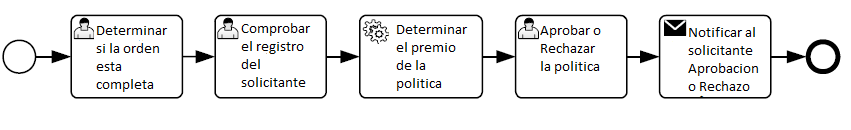 Determinar
si la orden
esta
completa
Comprobar
el registro
del
solicitante
Determinar
el premio
de la
politica
Aprobar o
Rechazar
la politica
Notificar al
solicitante
Aprobacion
o Rechazo